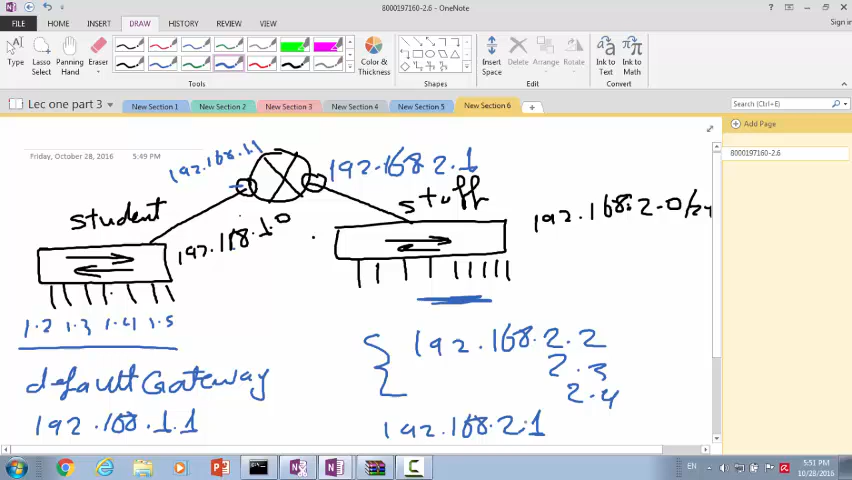 8000197160-2.6 - OneNote
FILE HOME INSERT DRAW HISTORY REVIEW VIEW
Sign in
Type Lasso Select Panning Hand Eraser Color & Thickness Insert Space Delete Arrange Rotate Ink to Text Ink to Math
Tools Shapes Edit Convert
Lec one part 3 New Section 1 New Section 2 New Section 3 New Section 4 New Section 5 New Section 6 Search (Ctrl+E)
Add Page
8000197160-2.6
Friday, October 28, 2016 5:49 PM
192.168.1.1
192.168.2.1
student
stuff
192.168.1.0
192.168.2.0/24
1.2 1.3 1.4 1.5
192.168.2.2
2.3
2.4
default Gateway
192.168.1.1
192.168.2.1
EN
5:51 PM
10/28/2016